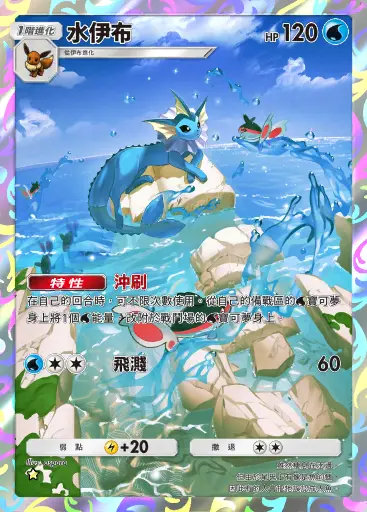 1階進化
水伊布
從伊布進化
HP 120
特性 沖刷
在自己的回合時,可不限次數使用。從自己的備戰區的寶可夢
身上將1個能量,改附於戰鬥場的寶可夢身上。
飛濺 60
弱點 +20
撤退